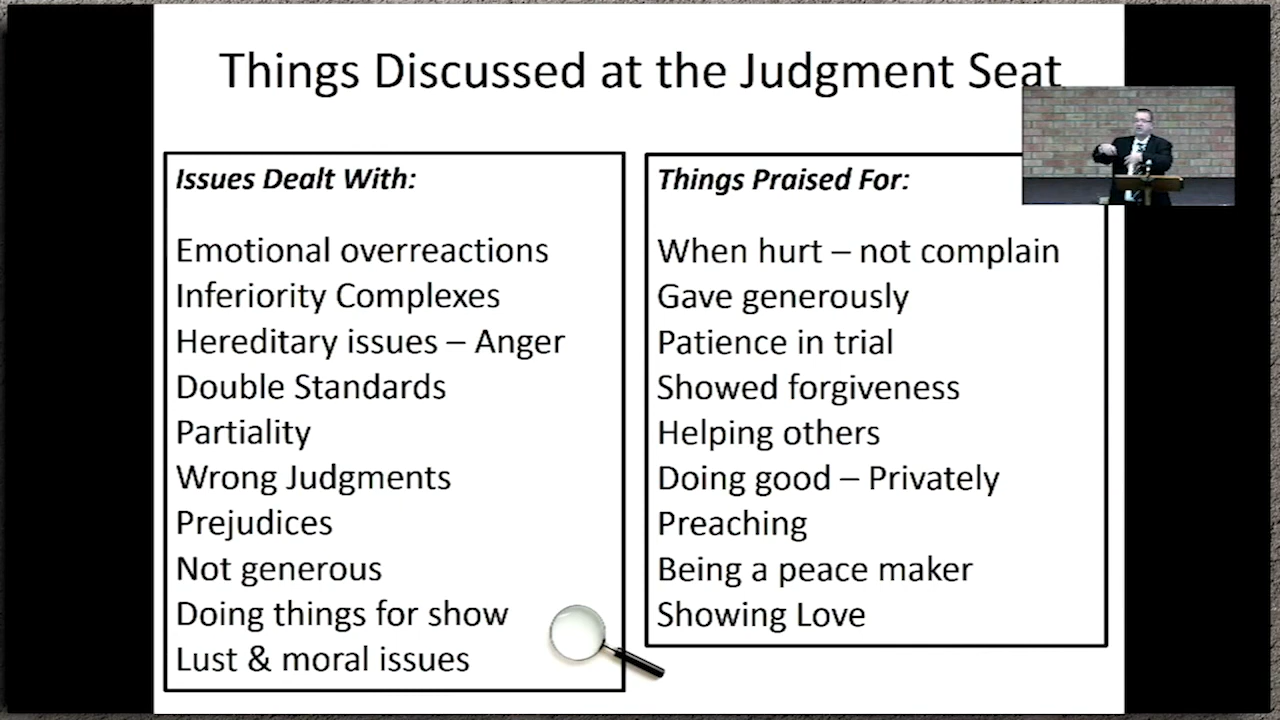 Things Discussed at the Judgment Seat
Issues Dealt With:
Emotional overreactions
Inferiority Complexes
Hereditary issues – Anger
Double Standards
Partiality
Wrong Judgments
Prejudices
Not generous
Doing things for show
Lust & moral issues
Things Praised For:
When hurt – not complain
Gave generously
Patience in trial
Showed forgiveness
Helping others
Doing good – Privately
Preaching
Being a peace maker
Showing Love